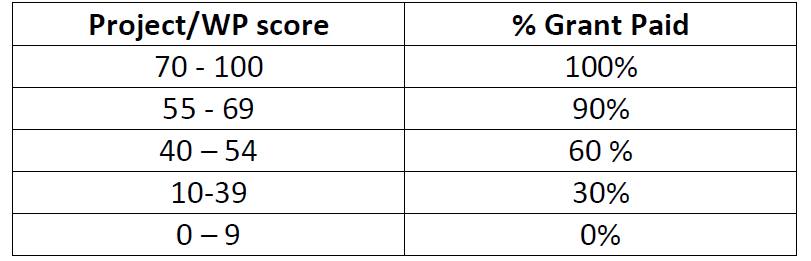 Project/WP score % Grant Paid
70 - 100 100%
55 - 69 90%
40 – 54 60 %
10-39 30%
0 – 9 0%